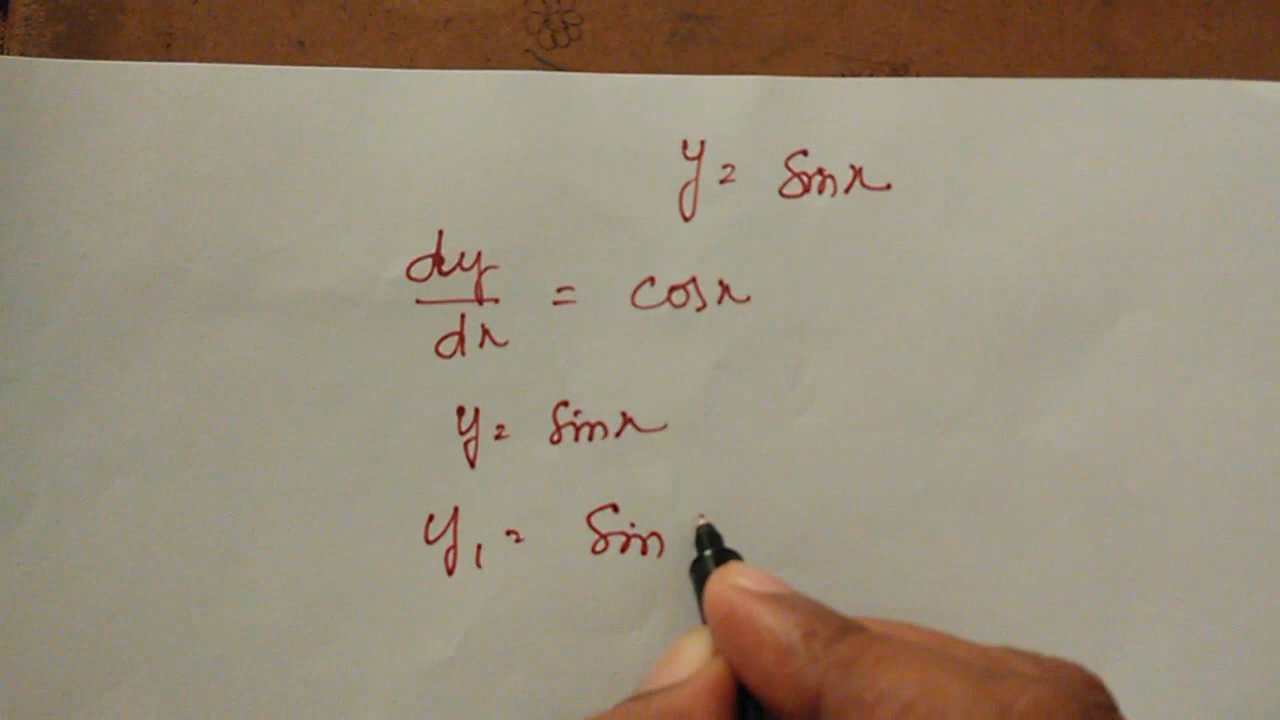 y = sinx
dy/dx = cosx
y = sinx
y₁ = sin